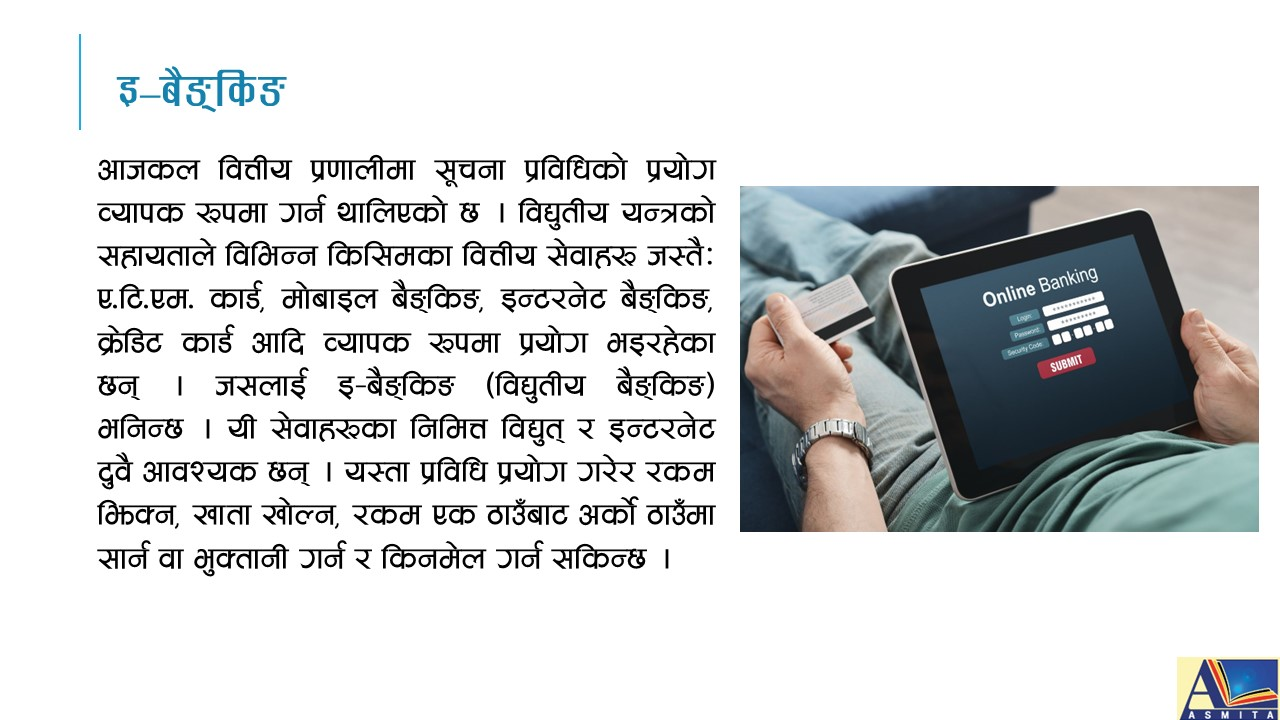 इ–बैङ्किङ
आजकल वित्तीय प्रणालीमा सूचना प्रविधिको प्रयोग
व्यापक रुपमा गर्न थालिएको छ । विद्युतीय यन्त्रको
सहायताले विभिन्न किसिमका वित्तीय सेवाहरु जस्तैः
ए.टि.एम. कार्ड, मोबाइल बैङ्किङ, इन्टरनेट बैङ्किङ,
क्रेडिट कार्ड आदि व्यापक रुपमा प्रयोग भइरहेका
छन् । जसलाई इ-बैङ्किङ (विद्युतीय बैङ्किङ)
भनिन्छ । यी सेवाहरुका निमित्त विद्युत् र इन्टरनेट
दुवै आवश्यक छन् । यस्ता प्रविधि प्रयोग गरेर रकम
झिक्न, खाता खोल्न, रकम एक ठाउँबाट अर्को ठाउँमा
सार्न वा भुक्तानी गर्न र किनमेल गर्न सकिन्छ ।
Online Banking
Login
Password
Security Code
SUBMIT
ASMITA